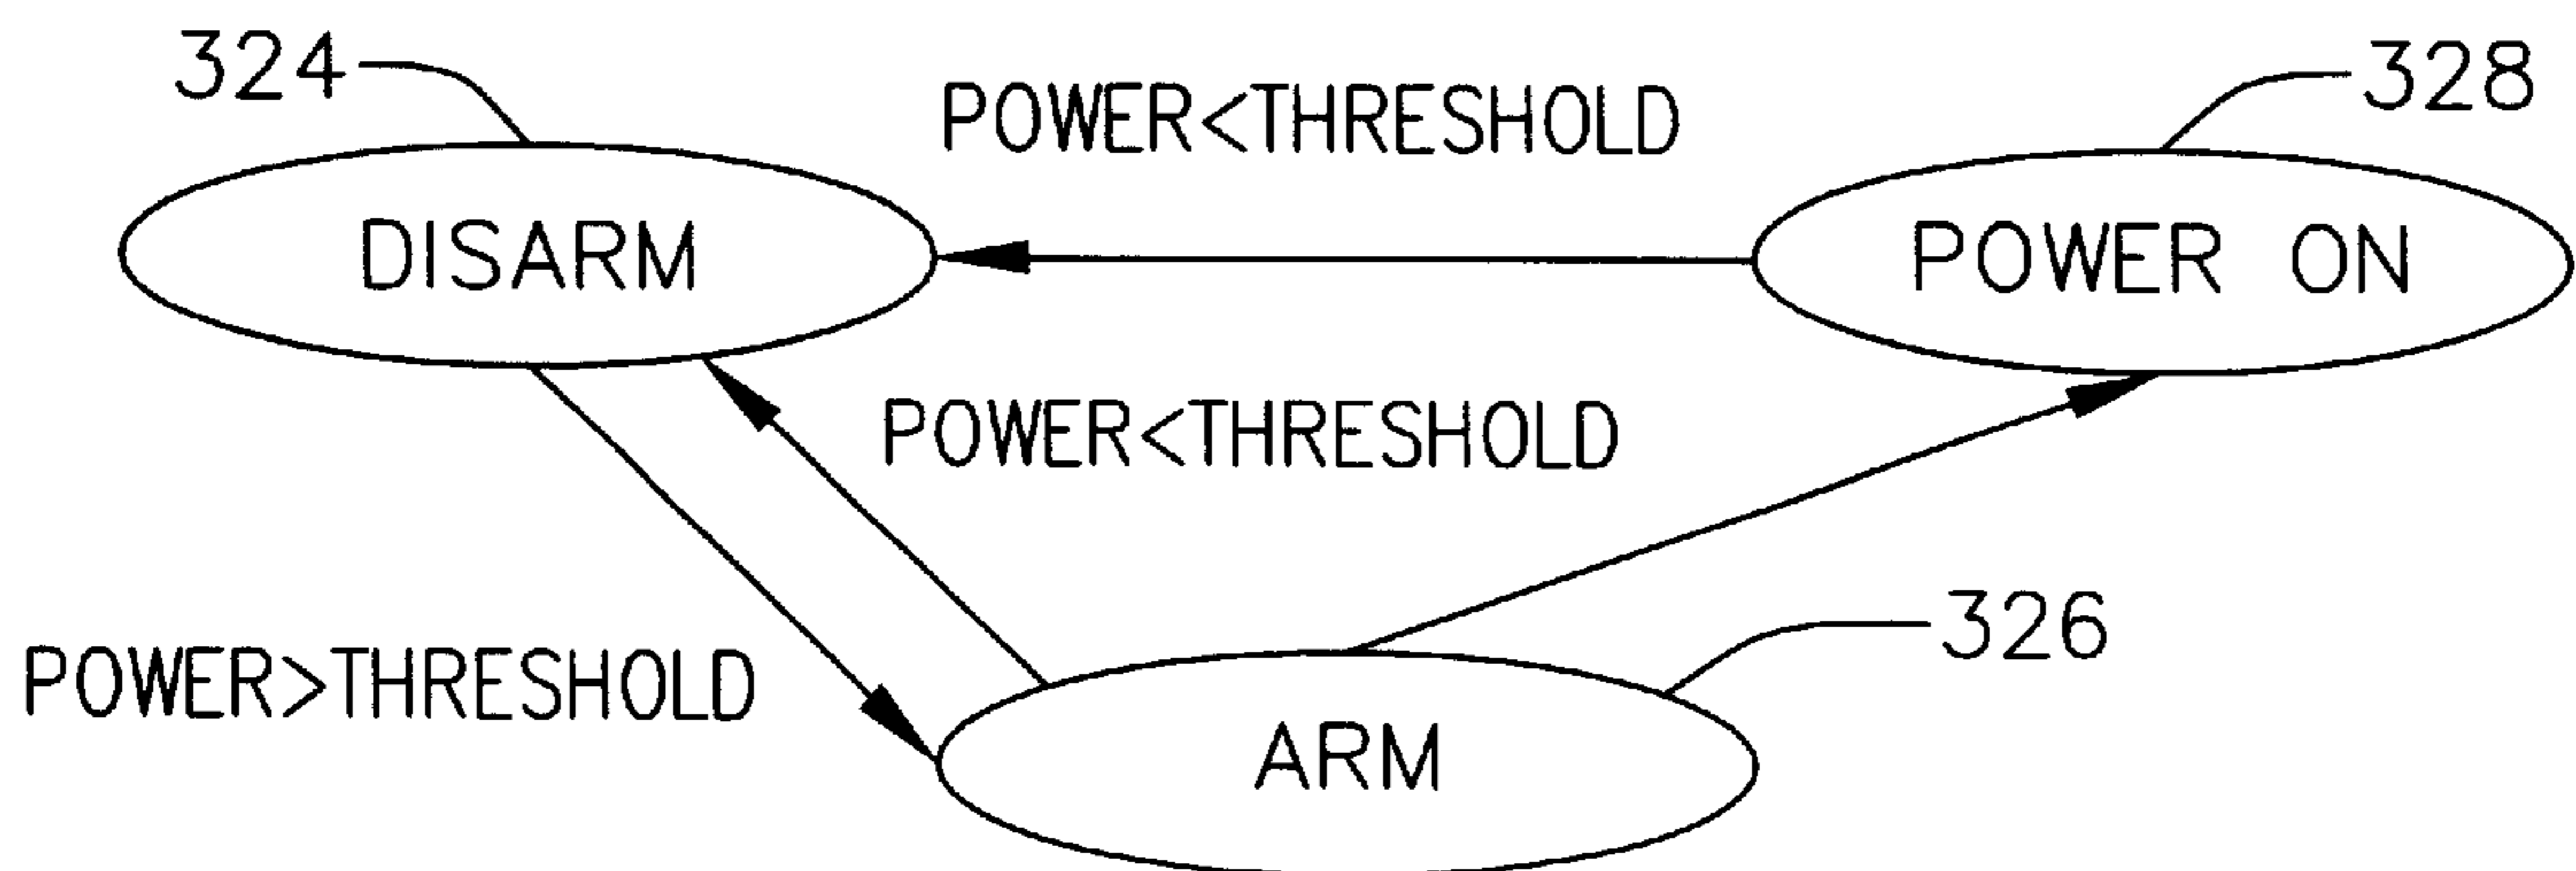 324
POWER<THRESHOLD
328
DISARM
POWER ON
POWER<THRESHOLD
POWER>THRESHOLD
326
ARM